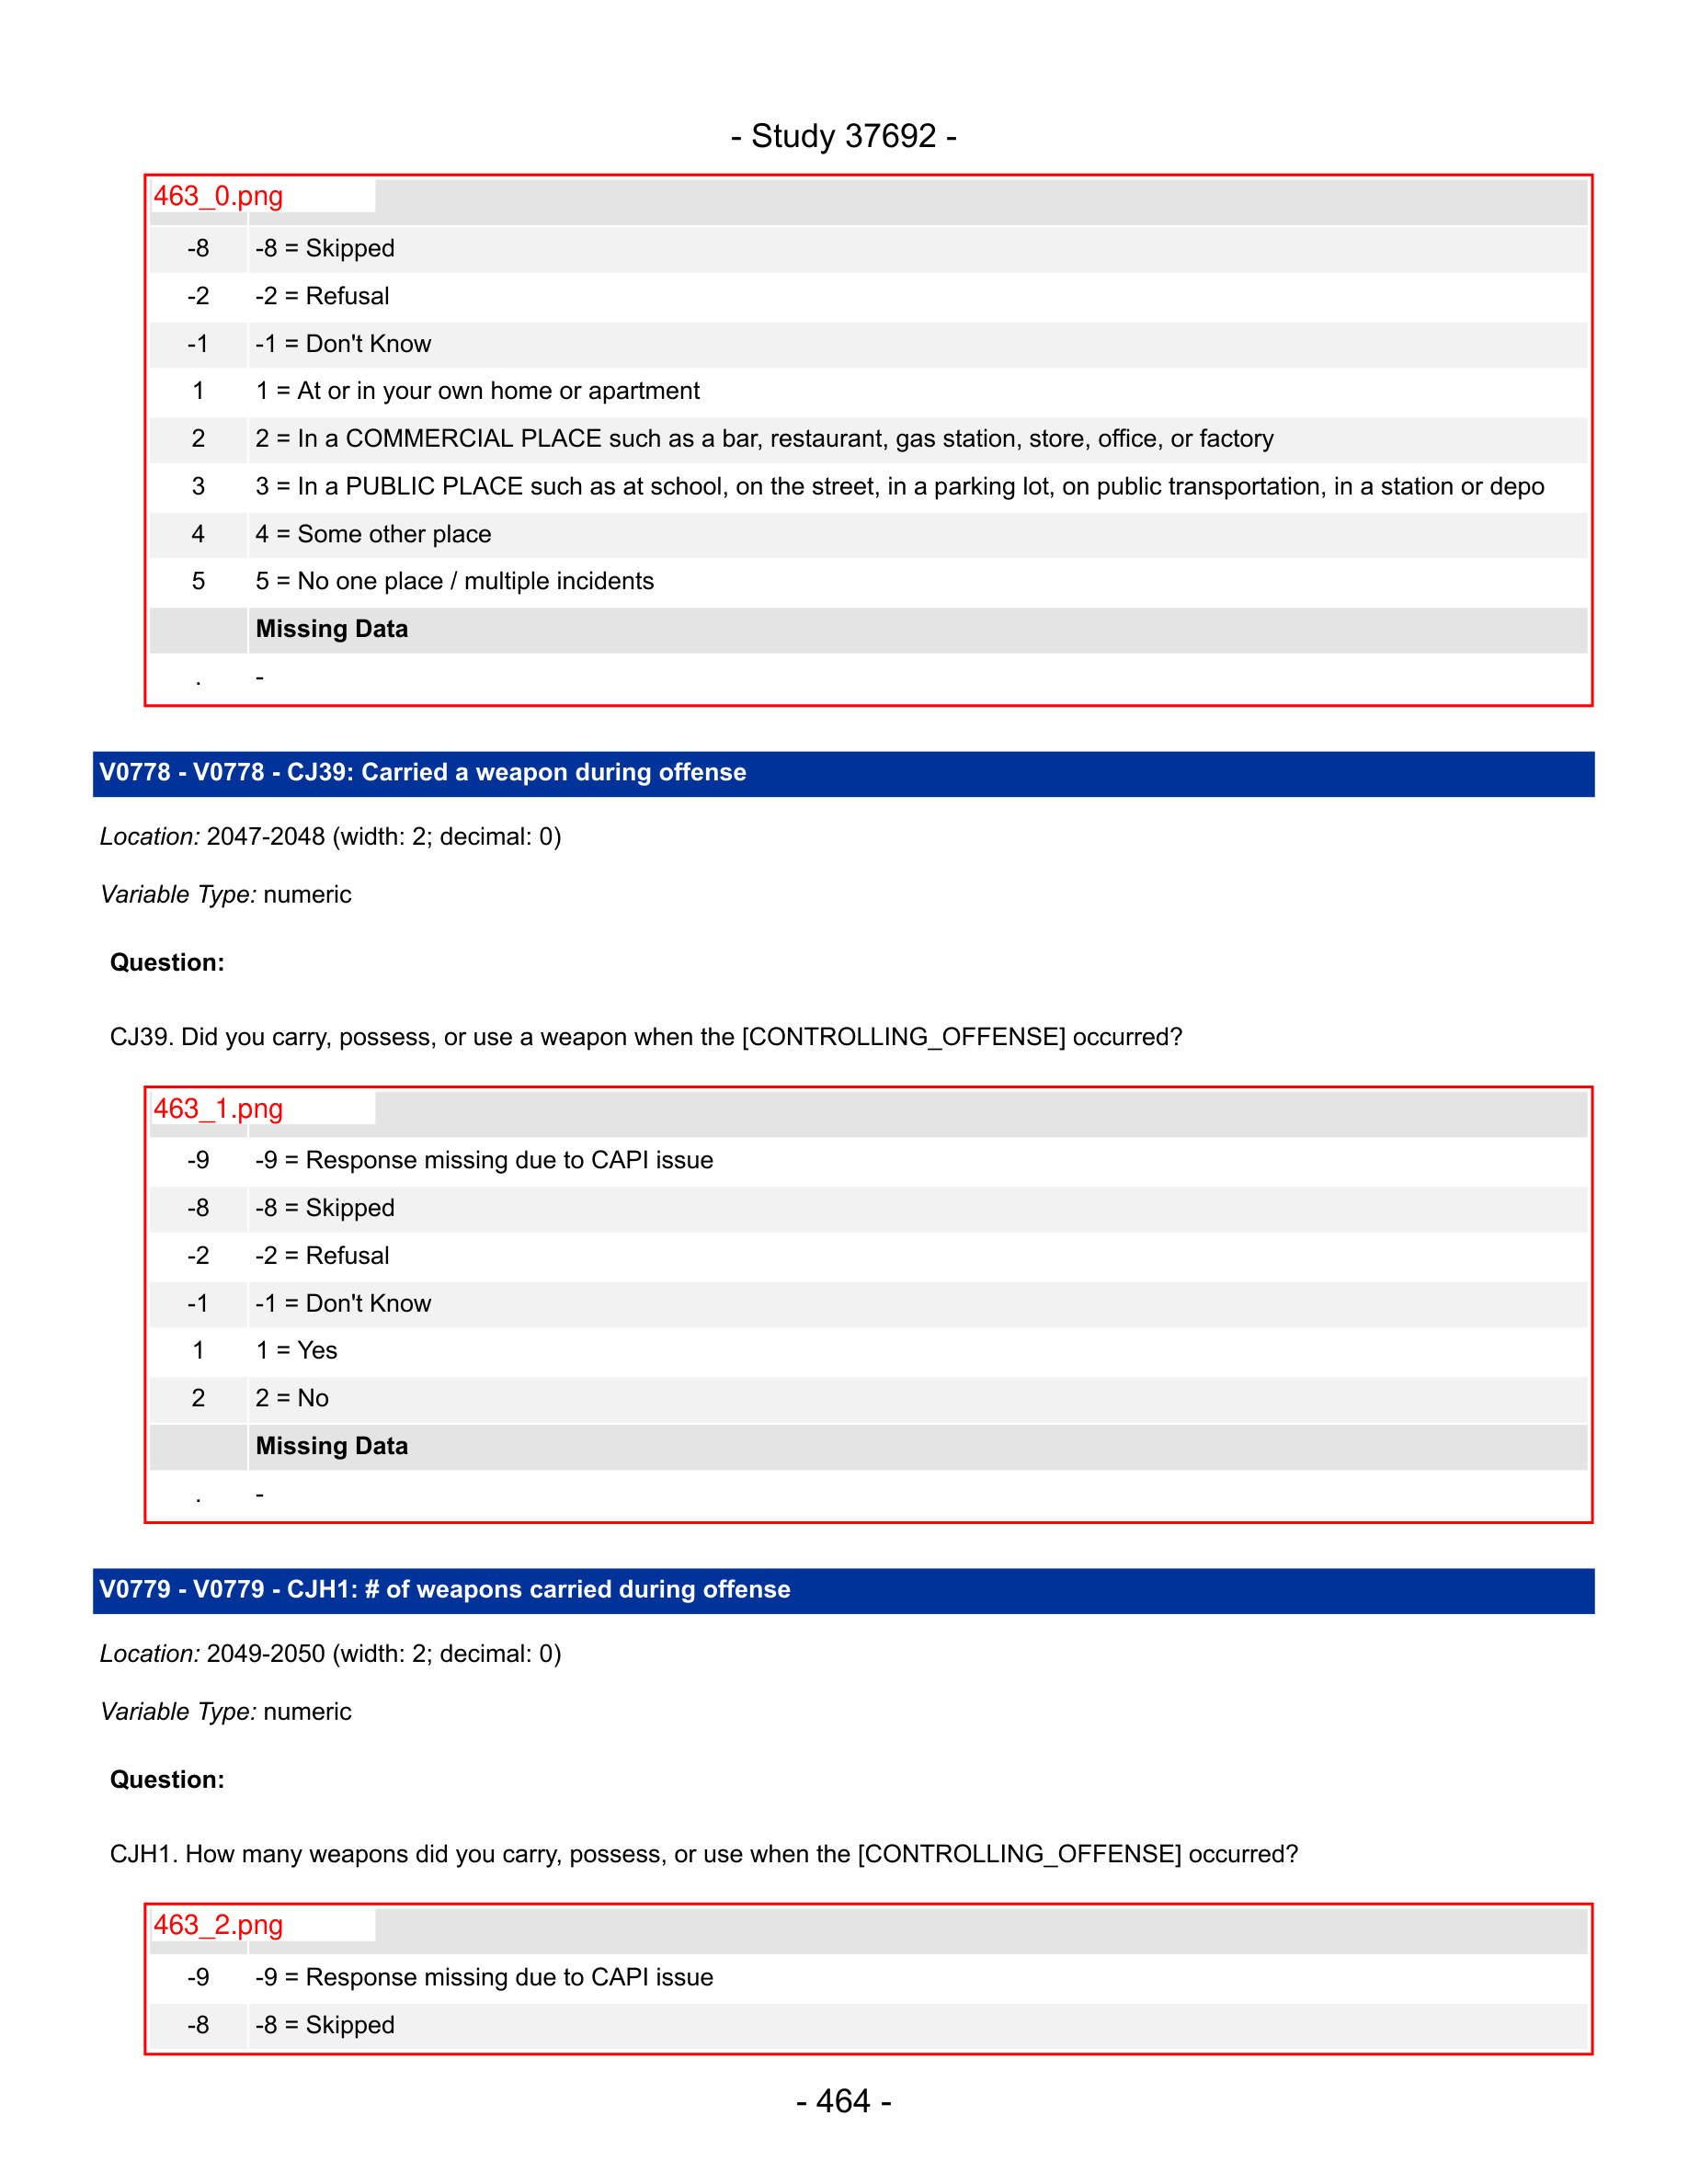 - Study 37692 -
463_0.png
-8 -8 = Skipped
-2 -2 = Refusal
-1 -1 = Don't Know
1 1 = At or in your own home or apartment
2 2 = In a COMMERCIAL PLACE such as a bar, restaurant, gas station, store, office, or factory
3 3 = In a PUBLIC PLACE such as at school, on the street, in a parking lot, on public transportation, in a station or depo
4 4 = Some other place
5 5 = No one place / multiple incidents
Missing Data
. -
V0778 - V0778 - CJ39: Carried a weapon during offense
Location: 2047-2048 (width: 2; decimal: 0)
Variable Type: numeric
Question:
CJ39. Did you carry, possess, or use a weapon when the [CONTROLLING_OFFENSE] occurred?
463_1.png
-9 -9 = Response missing due to CAPI issue
-8 -8 = Skipped
-2 -2 = Refusal
-1 -1 = Don't Know
1 1 = Yes
2 2 = No
Missing Data
. -
V0779 - V0779 - CJH1: # of weapons carried during offense
Location: 2049-2050 (width: 2; decimal: 0)
Variable Type: numeric
Question:
CJH1. How many weapons did you carry, possess, or use when the [CONTROLLING_OFFENSE] occurred?
463_2.png
-9 -9 = Response missing due to CAPI issue
-8 -8 = Skipped
- 464 -